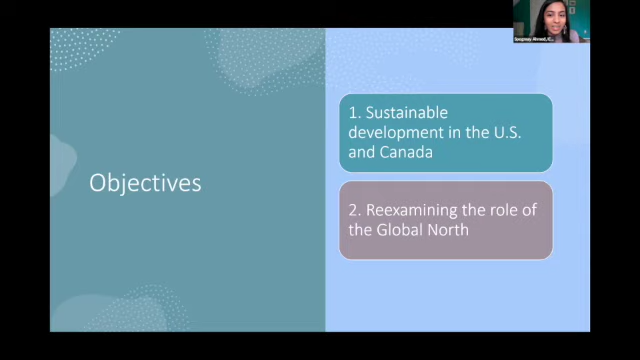 Objectives
1. Sustainable
development in the U.S.
and Canada
2. Reexamining the role of
the Global North